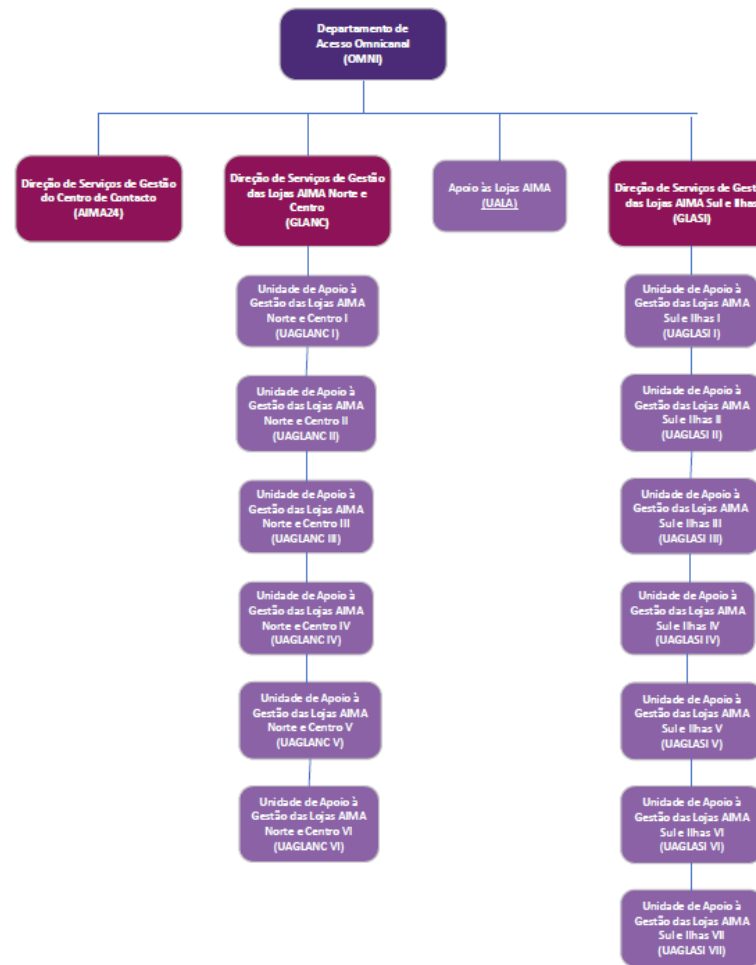 Departamento de
Acesso Omnicanal
(OMNI)
Direção de Serviços de Gestão
do Centro de Contacto
(AIMA24)
Direção de Serviços de Gestão
das Lojas AIMA Norte e
Centro
(GLANC)
Apoio às Lojas AIMA
(UALA)
Direção de Serviços de Gest
das Lojas AIMA Sul e Ilhas
(GLASI)
Unidade de Apoio à
Gestão das Lojas AIMA
Norte e Centro I
(UAGLANC I)
Unidade de Apoio à
Gestão das Lojas AIMA
Norte e Centro II
(UAGLANC II)
Unidade de Apoio à
Gestão das Lojas AIMA
Norte e Centro III
(UAGLANC III)
Unidade de Apoio à
Gestão das Lojas AIMA
Norte e Centro IV
(UAGLANC IV)
Unidade de Apoio à
Gestão das Lojas AIMA
Norte e Centro V
(UAGLANC V)
Unidade de Apoio à
Gestão das Lojas AIMA
Norte e Centro VI
(UAGLANC VI)
Unidade de Apoio à
Gestão das Lojas AIMA
Sul e Ilhas I
(UAGLASI I)
Unidade de Apoio à
Gestão das Lojas AIMA
Sul e Ilhas II
(UAGLASI II)
Unidade de Apoio à
Gestão das Lojas AIMA
Sul e Ilhas III
(UAGLASI III)
Unidade de Apoio à
Gestão das Lojas AIMA
Sul e Ilhas IV
(UAGLASI IV)
Unidade de Apoio à
Gestão das Lojas AIMA
Sul e Ilhas V
(UAGLASI V)
Unidade de Apoio à
Gestão das Lojas AIMA
Sul e Ilhas VI
(UAGLASI VI)
Unidade de Apoio à
Gestão das Lojas AIMA
Sul e Ilhas VII
(UAGLASI VII)